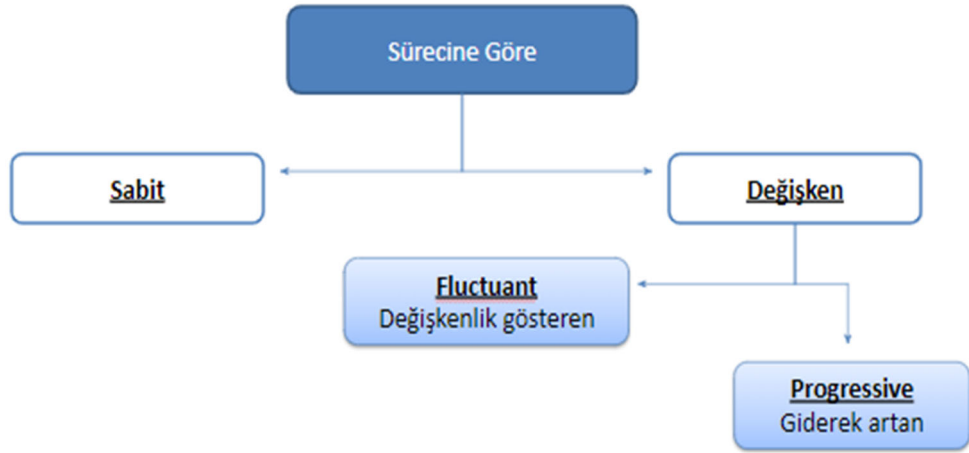 Sürecine Göre
Sabit
Değişken
Fluctuant
Değişkenlik gösteren
Progressive
Giderek artan